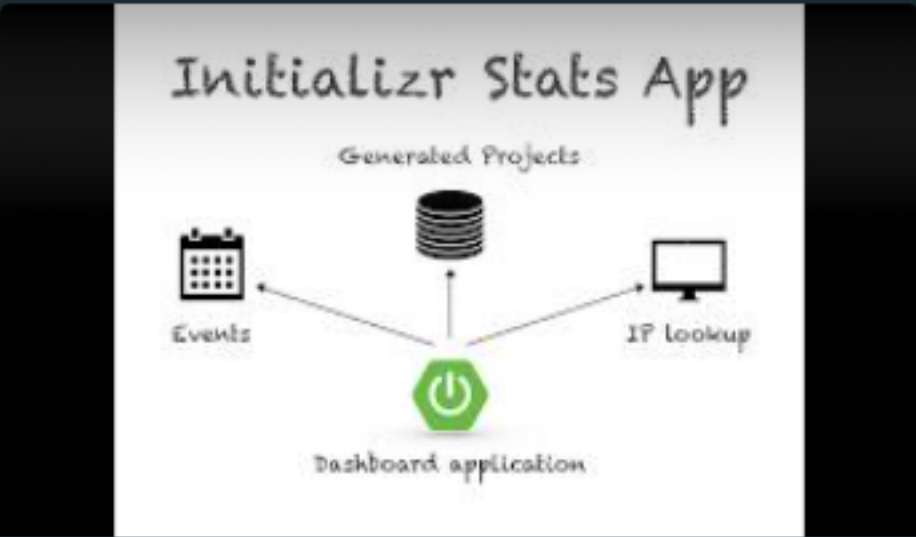 Initializr Stats App
Generated Projects
Events
IP lookup
Dashboard application